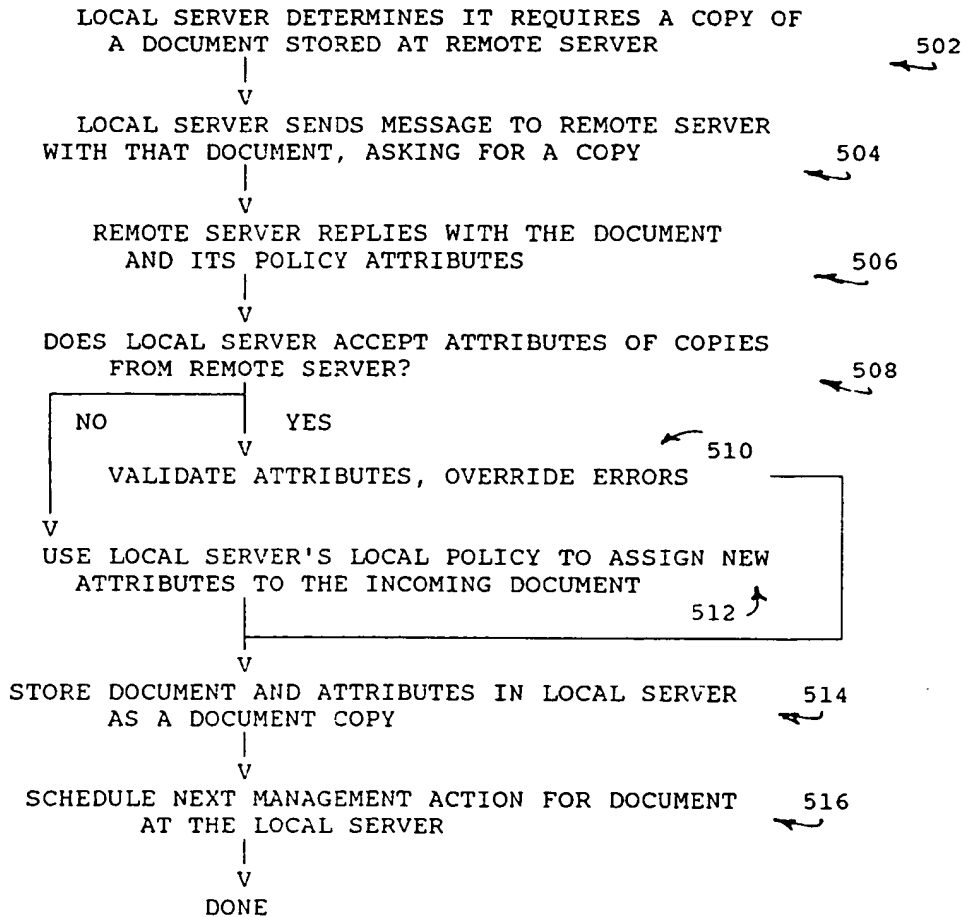 LOCAL SERVER DETERMINES IT REQUIRES A COPY OF
A DOCUMENT STORED AT REMOTE SERVER 502
V
LOCAL SERVER SENDS MESSAGE TO REMOTE SERVER
WITH THAT DOCUMENT, ASKING FOR A COPY 504
V
REMOTE SERVER REPLIES WITH THE DOCUMENT
AND ITS POLICY ATTRIBUTES 506
V
DOES LOCAL SERVER ACCEPT ATTRIBUTES OF COPIES
FROM REMOTE SERVER? 508
NO YES
V 510
VALIDATE ATTRIBUTES, OVERRIDE ERRORS
V
USE LOCAL SERVER'S LOCAL POLICY TO ASSIGN NEW
ATTRIBUTES TO THE INCOMING DOCUMENT
512
V
STORE DOCUMENT AND ATTRIBUTES IN LOCAL SERVER 514
AS A DOCUMENT COPY
V
SCHEDULE NEXT MANAGEMENT ACTION FOR DOCUMENT 516
AT THE LOCAL SERVER
V
DONE